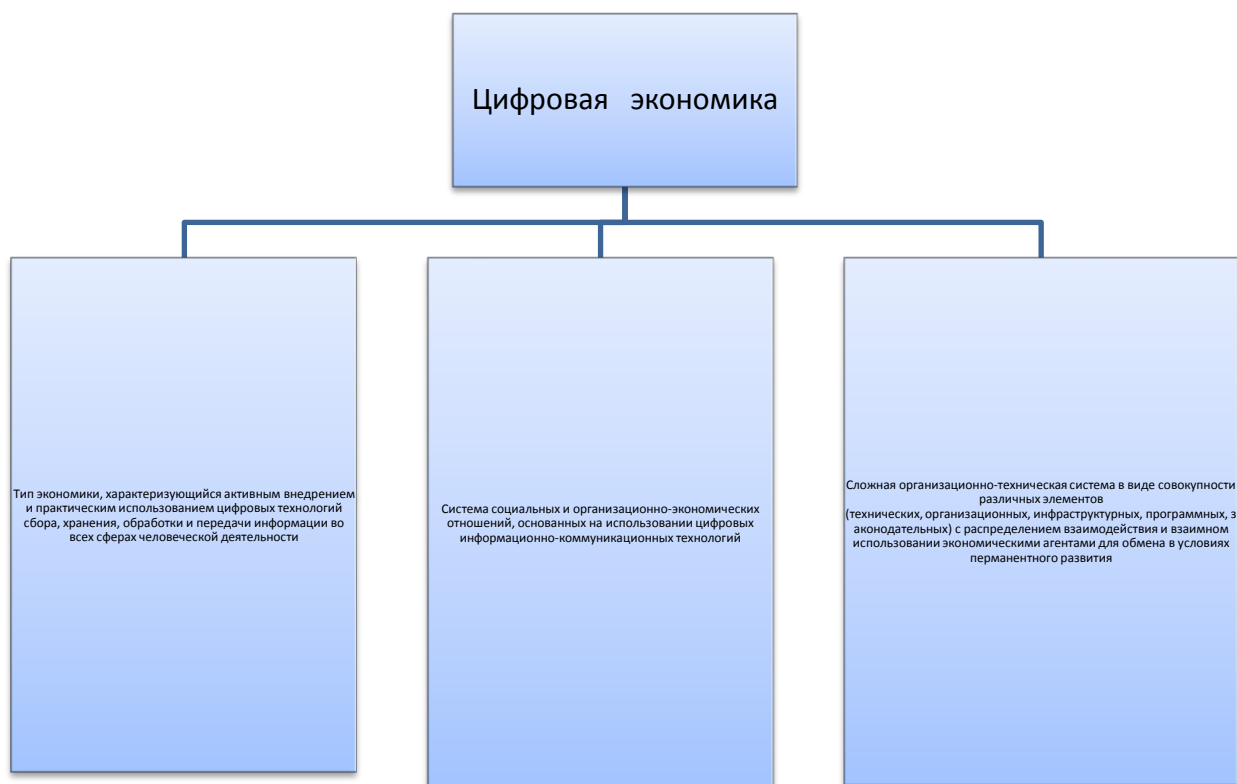 Цифровая экономика
Тип экономики, характеризующийся активным внедрением
и практическим использованием цифровых технологий
сбора, хранения, обработки и передачи информации во
всех сферах человеческой деятельности
Система социальных и организационно-экономических
отношений, основанных на использовании цифровых
информационно-коммуникационных технологий
Сложная организационно-техническая система в виде совокупности
различных элементов
(технических, организационных, инфраструктурных, программных, з
аконодательных) с распределением взаимодействия и взаимном
использовании экономическими агентами для обмена в условиях
перманентного развития